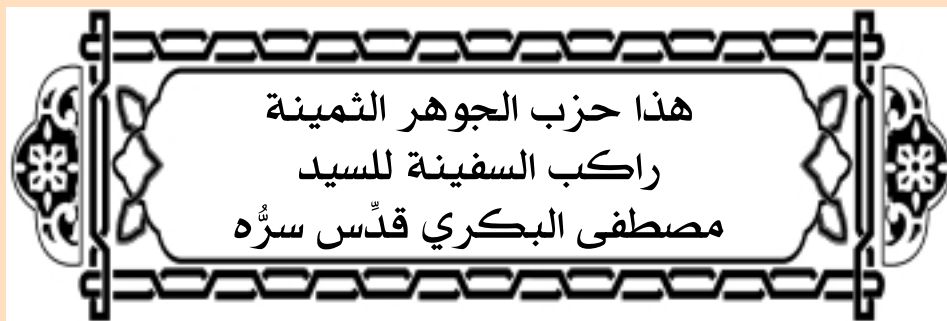 هذا حزب الجوهر الثمينة
راكب السفينة للسيد
مصطفى البكري قدِّس سرُّه